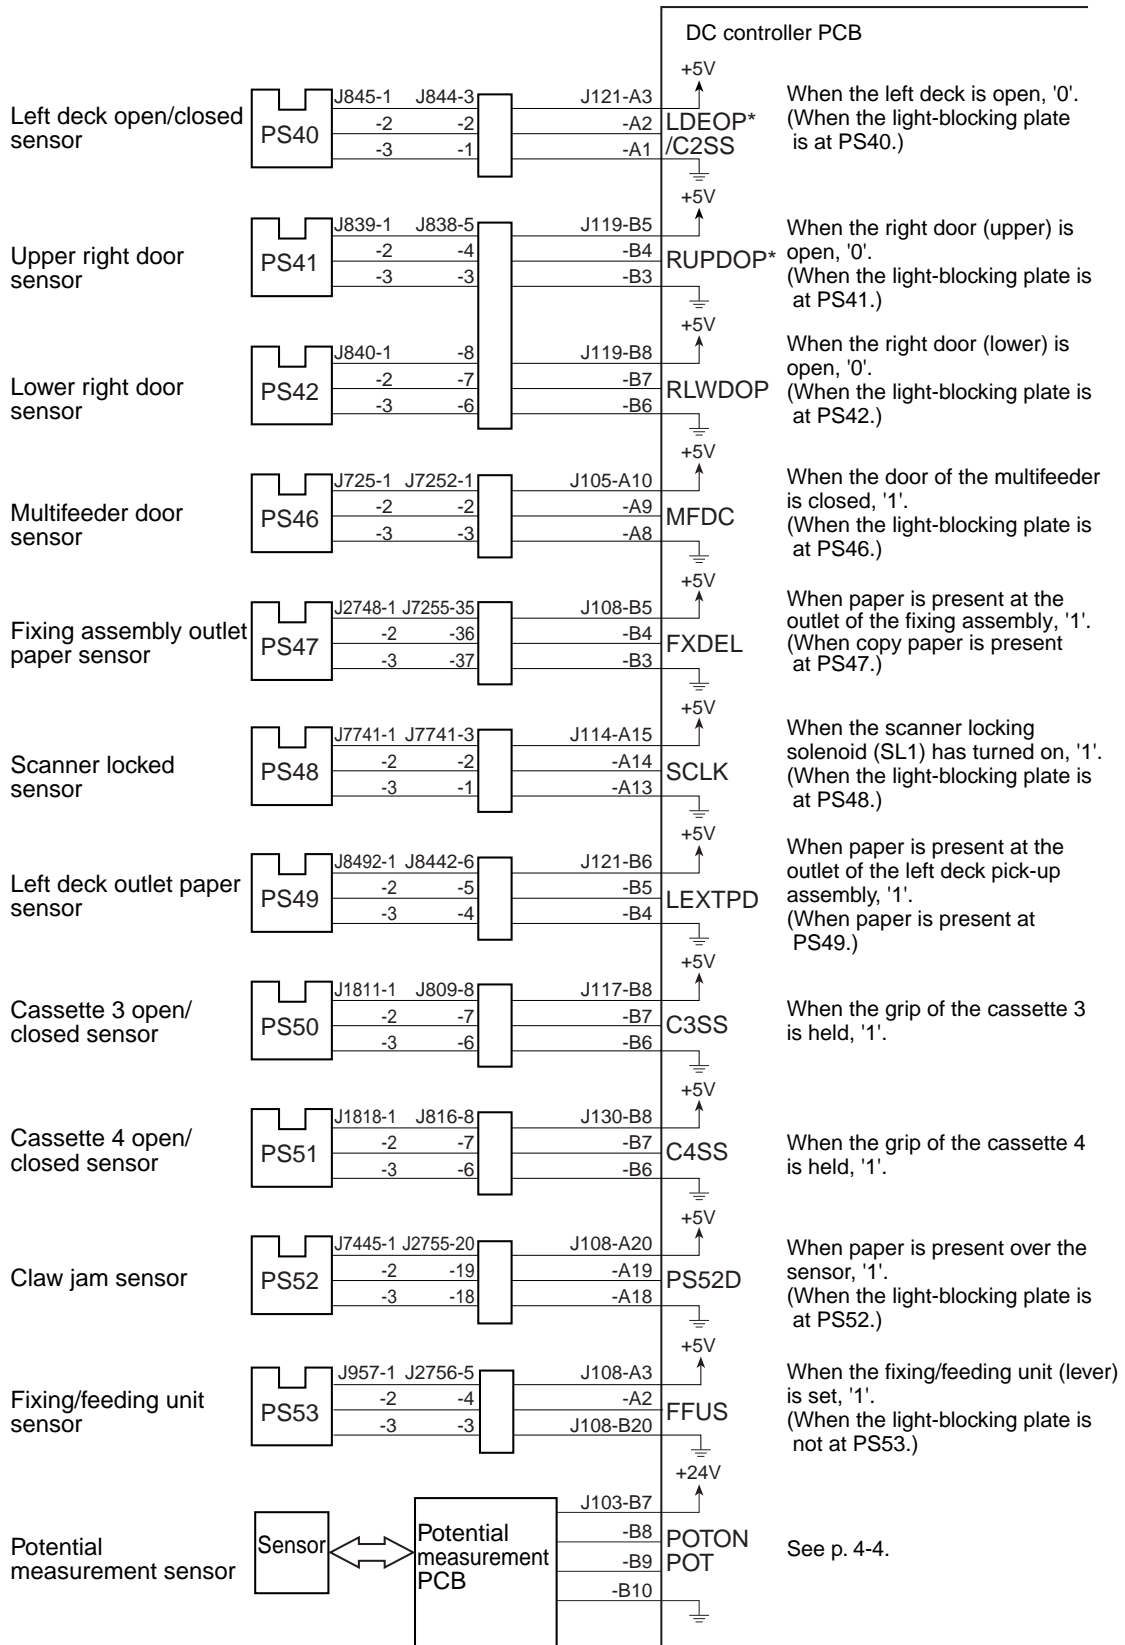 DC controller PCB
+5V
Left deck open/closed
sensor
PS40
J845-1 J844-3 J121-A3
-2 -2 -A2
-3 -1 -A1
LDEOP*
/C2SS
When the left deck is open, '0'.
(When the light-blocking plate
is at PS40.)
+5V
Upper right door
sensor
PS41
J839-1 J838-5 J119-B5
-2 -4 -B4
-3 -3 -B3
RUPDOP*
When the right door (upper) is
open, '0'.
(When the light-blocking plate is
at PS41.)
+5V
Lower right door
sensor
PS42
J840-1 -8 J119-B8
-2 -7 -B7
-3 -6 -B6
RLWDOP
When the right door (lower) is
open, '0'.
(When the light-blocking plate is
at PS42.)
+5V
Multifeeder door
sensor
PS46
J725-1 J7252-1 J105-A10
-2 -2 -A9
-3 -3 -A8
MFDC
When the door of the multifeeder
is closed, '1'.
(When the light-blocking plate is
at PS46.)
+5V
Fixing assembly outlet
paper sensor
PS47
J2748-1 J7255-35 J108-B5
-2 -36 -B4
-3 -37 -B3
FXDEL
When paper is present at the
outlet of the fixing assembly, '1'.
(When copy paper is present
at PS47.)
+5V
Scanner locked
sensor
PS48
J7741-1 J7741-3 J114-A15
-2 -2 -A14
-3 -1 -A13
SCLK
When the scanner locking
solenoid (SL1) has turned on, '1'.
(When the light-blocking plate is
at PS48.)
+5V
Left deck outlet paper
sensor
PS49
J8492-1 J8442-6 J121-B6
-2 -5 -B5
-3 -4 -B4
LEXTPD
When paper is present at the
outlet of the left deck pick-up
assembly, '1'.
(When paper is present at
PS49.)
+5V
Cassette 3 open/
closed sensor
PS50
J1811-1 J809-8 J117-B8
-2 -7 -B7
-3 -6 -B6
C3SS
When the grip of the cassette 3
is held, '1'.
+5V
Cassette 4 open/
closed sensor
PS51
J1818-1 J816-8 J130-B8
-2 -7 -B7
-3 -6 -B6
C4SS
When the grip of the cassette 4
is held, '1'.
+5V
Claw jam sensor
PS52
J7445-1 J2755-20 J108-A20
-2 -19 -A19
-3 -18 -A18
PS52D
When paper is present over the
sensor, '1'.
(When the light-blocking plate is
at PS52.)
+5V
Fixing/feeding unit
sensor
PS53
J957-1 J2756-5 J108-A3
-2 -4 -A2
-3 -3 J108-B20
FFUS
When the fixing/feeding unit (lever)
is set, '1'.
(When the light-blocking plate is
not at PS53.)
+24V
Potential
measurement sensor
Sensor
Potential
measurement
PCB
J103-B7
-B8
-B9
-B10
POTON
POT
See p. 4-4.